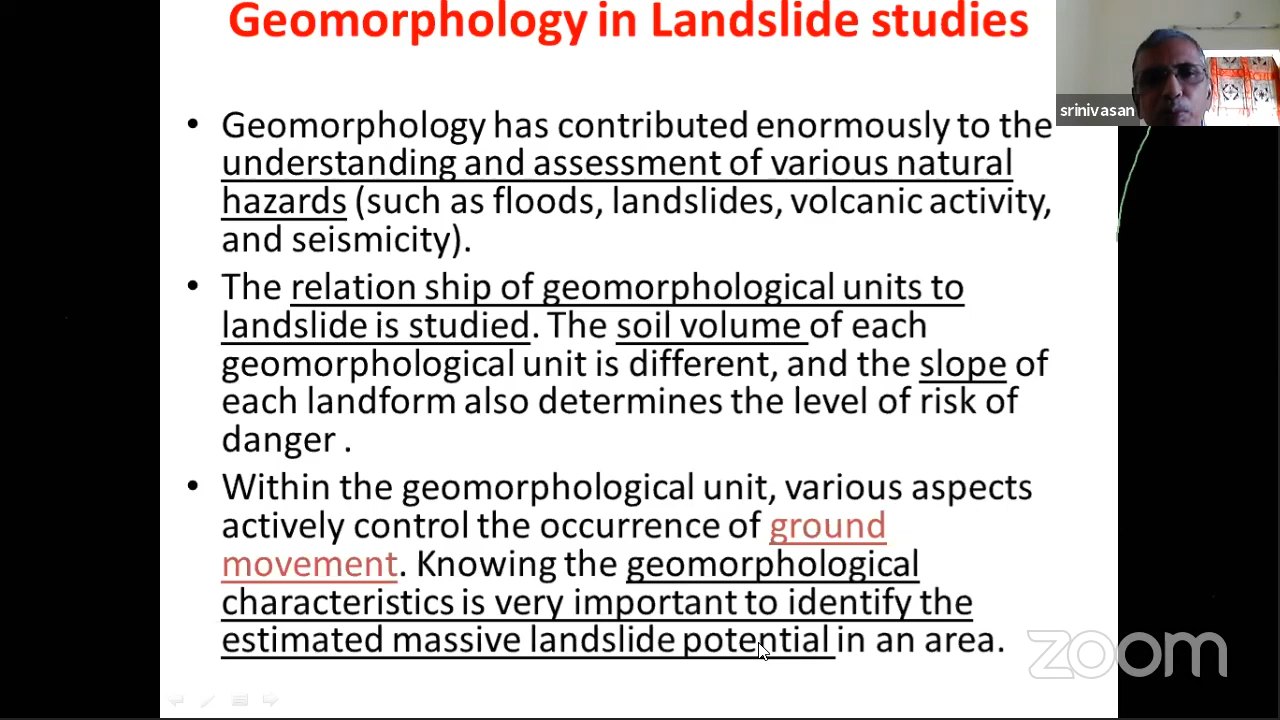 Geomorphology in Landslide studies
• Geomorphology has contributed enormously to the
understanding and assessment of various natural
hazards (such as floods, landslides, volcanic activity,
and seismicity).
• The relation ship of geomorphological units to
landslide is studied. The soil volume of each
geomorphological unit is different, and the slope of
each landform also determines the level of risk of
danger .
• Within the geomorphological unit, various aspects
actively control the occurrence of ground
movement. Knowing the geomorphological
characteristics is very important to identify the
estimated massive landslide potential in an area.
srinivasan
zoom